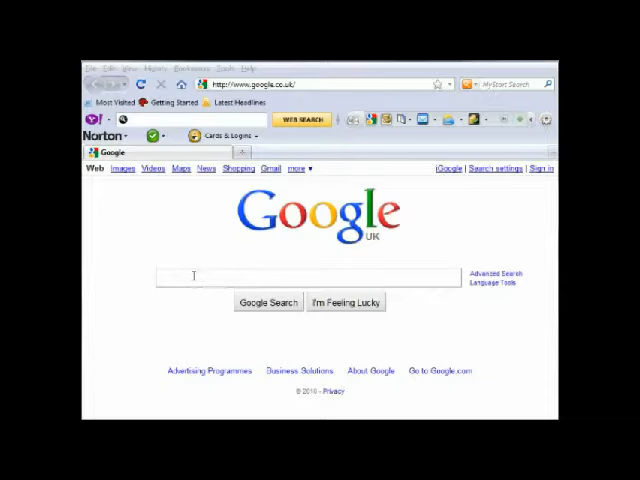 File Edit View History Bookmarks Tools Help
http://www.google.co.uk/ MyStart Search
Most Visited Getting Started Latest Headlines
Y! WEB SEARCH
Norton Cards & Logins
Google
Web Images Videos Maps News Shopping Gmail more iGoogle | Search settings | Sign in
Google
UK
Advanced Search
Language Tools
Google Search I'm Feeling Lucky
Advertising Programmes Business Solutions About Google Go to Google.com
© 2010 - Privacy